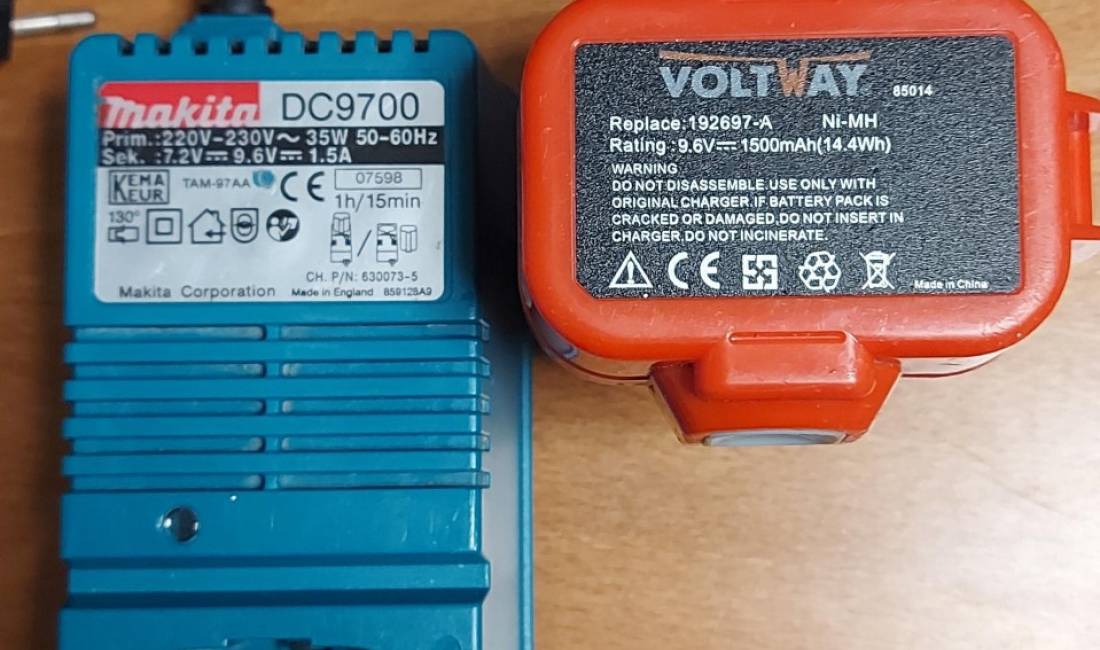 makita DC9700
Prim.:220V-230V~ 35W 50-60Hz
Sek. :7.2V⎓ 9.6V⎓ 1.5A
KEMA
KEUR
TAM-97AA
CE
07598
1h/15min
130°
/
CH. P/N: 630073-5
Makita Corporation
Made in England 859128A9
VOLTWAY
85014
Replace:192697-A Ni-MH
Rating :9.6V⎓ 1500mAh(14.4Wh)
WARNING
DO NOT DISASSEMBLE.USE ONLY WITH
ORIGINAL CHARGER.IF BATTERY PACK IS
CRACKED OR DAMAGED.DO NOT INSERT IN
CHARGER.DO NOT INCINERATE.
CE
Made in China